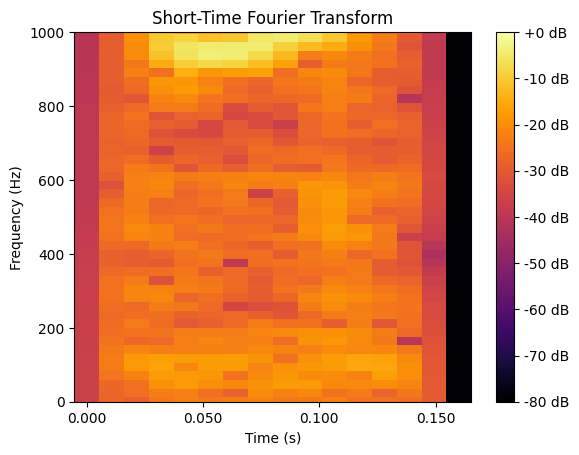 Short-Time Fourier Transform
1000
800
600
400
200
0
Frequency (Hz)
0.000
0.050
0.100
0.150
Time (s)
+0 dB
-10 dB
-20 dB
-30 dB
-40 dB
-50 dB
-60 dB
-70 dB
-80 dB